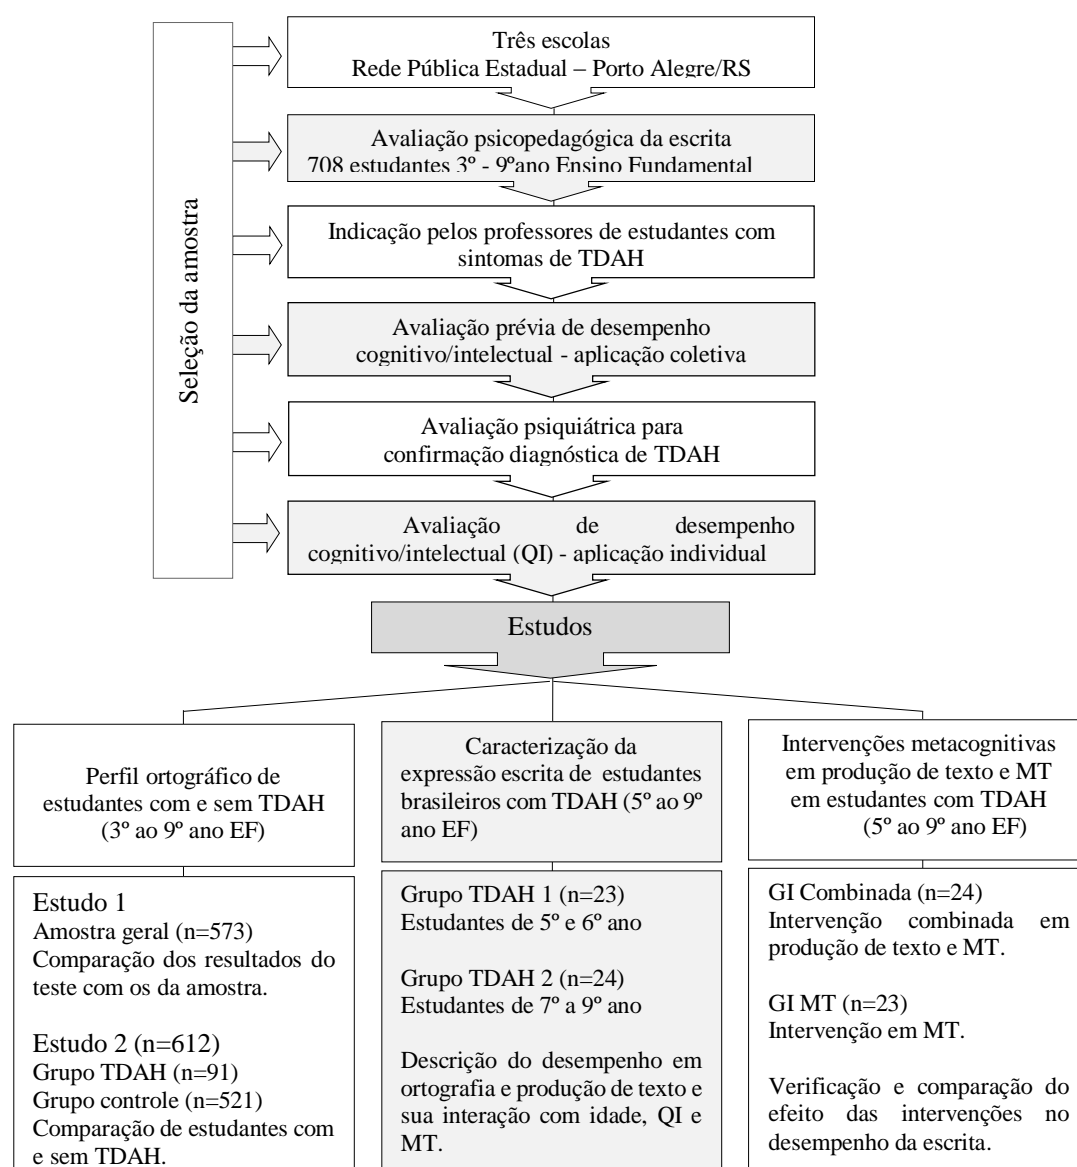 Seleção da amostra
Três escolas
Rede Pública Estadual – Porto Alegre/RS
Avaliação psicopedagógica da escrita
708 estudantes 3º - 9ºano Ensino Fundamental
Indicação pelos professores de estudantes com
sintomas de TDAH
Avaliação prévia de desempenho
cognitivo/intelectual - aplicação coletiva
Avaliação psiquiátrica para
confirmação diagnóstica de TDAH
Avaliação de desempenho
cognitivo/intelectual (QI) - aplicação individual
Estudos
Perfil ortográfico de
estudantes com e sem TDAH
(3º ao 9º ano EF)
Estudo 1
Amostra geral (n=573)
Comparação dos resultados do
teste com os da amostra.
Estudo 2 (n=612)
Grupo TDAH (n=91)
Grupo controle (n=521)
Comparação de estudantes com
e sem TDAH.
Caracterização da
expressão escrita de estudantes
brasileiros com TDAH (5º ao 9º
ano EF)
Grupo TDAH 1 (n=23)
Estudantes de 5º e 6º ano
Grupo TDAH 2 (n=24)
Estudantes de 7º a 9º ano
Descrição do desempenho em
ortografia e produção de texto e
sua interação com idade, QI e
MT.
Intervenções metacognitivas
em produção de texto e MT
em estudantes com TDAH
(5º ao 9º ano EF)
GI Combinada (n=24)
Intervenção combinada em
produção de texto e MT.
GI MT (n=23)
Intervenção em MT.
Verificação e comparação do
efeito das intervenções no
desempenho da escrita.